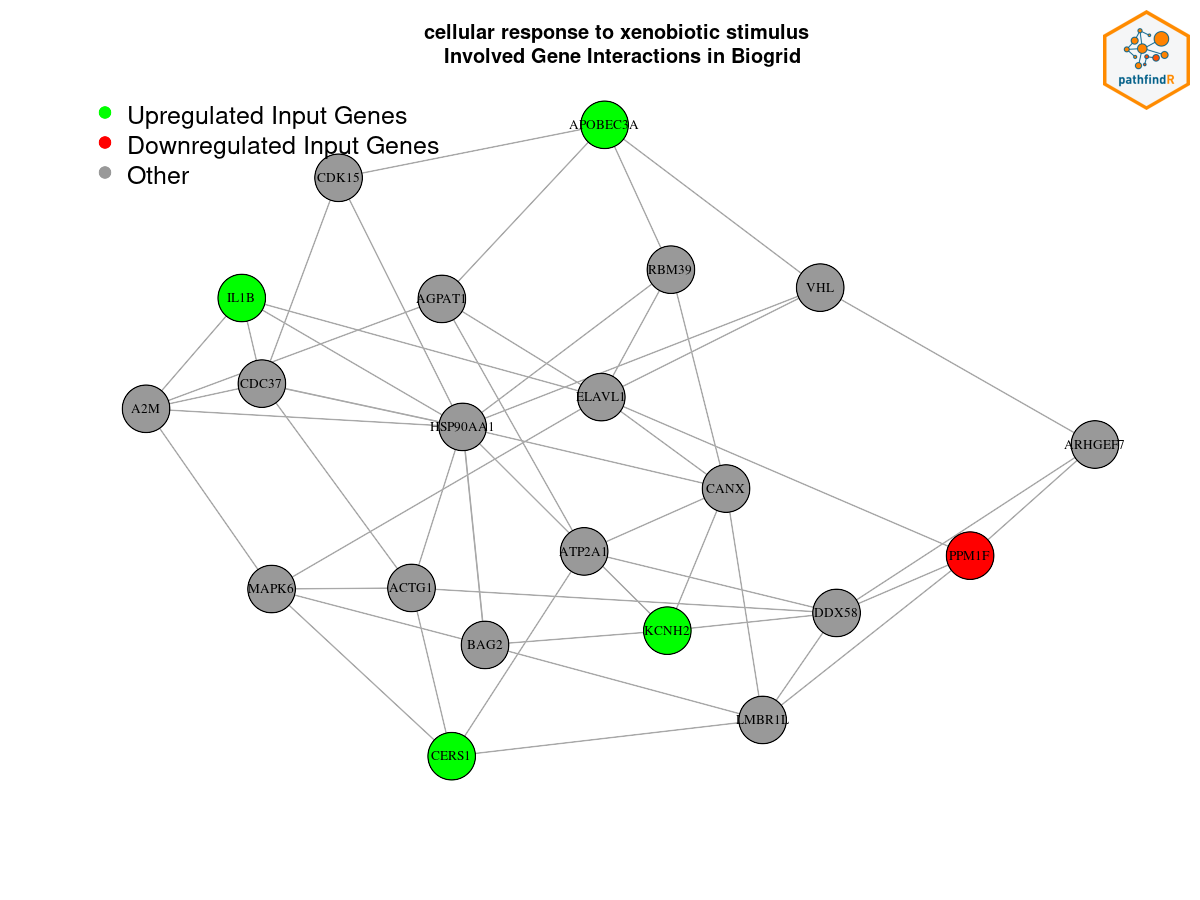 cellular response to xenobiotic stimulus
Involved Gene Interactions in Biogrid
pathfindR
Upregulated Input Genes
Downregulated Input Genes
Other
APOBEC3A
CDK15
RBM39
VHL
IL1B
AGPAT1
CDC37
ELAVL1
A2M
HSP90AA1
ARHGEF7
CANX
ATP2A1
PPM1F
MAPK6
ACTG1
DDX58
KCNH2
BAG2
LMBR1L
CERS1